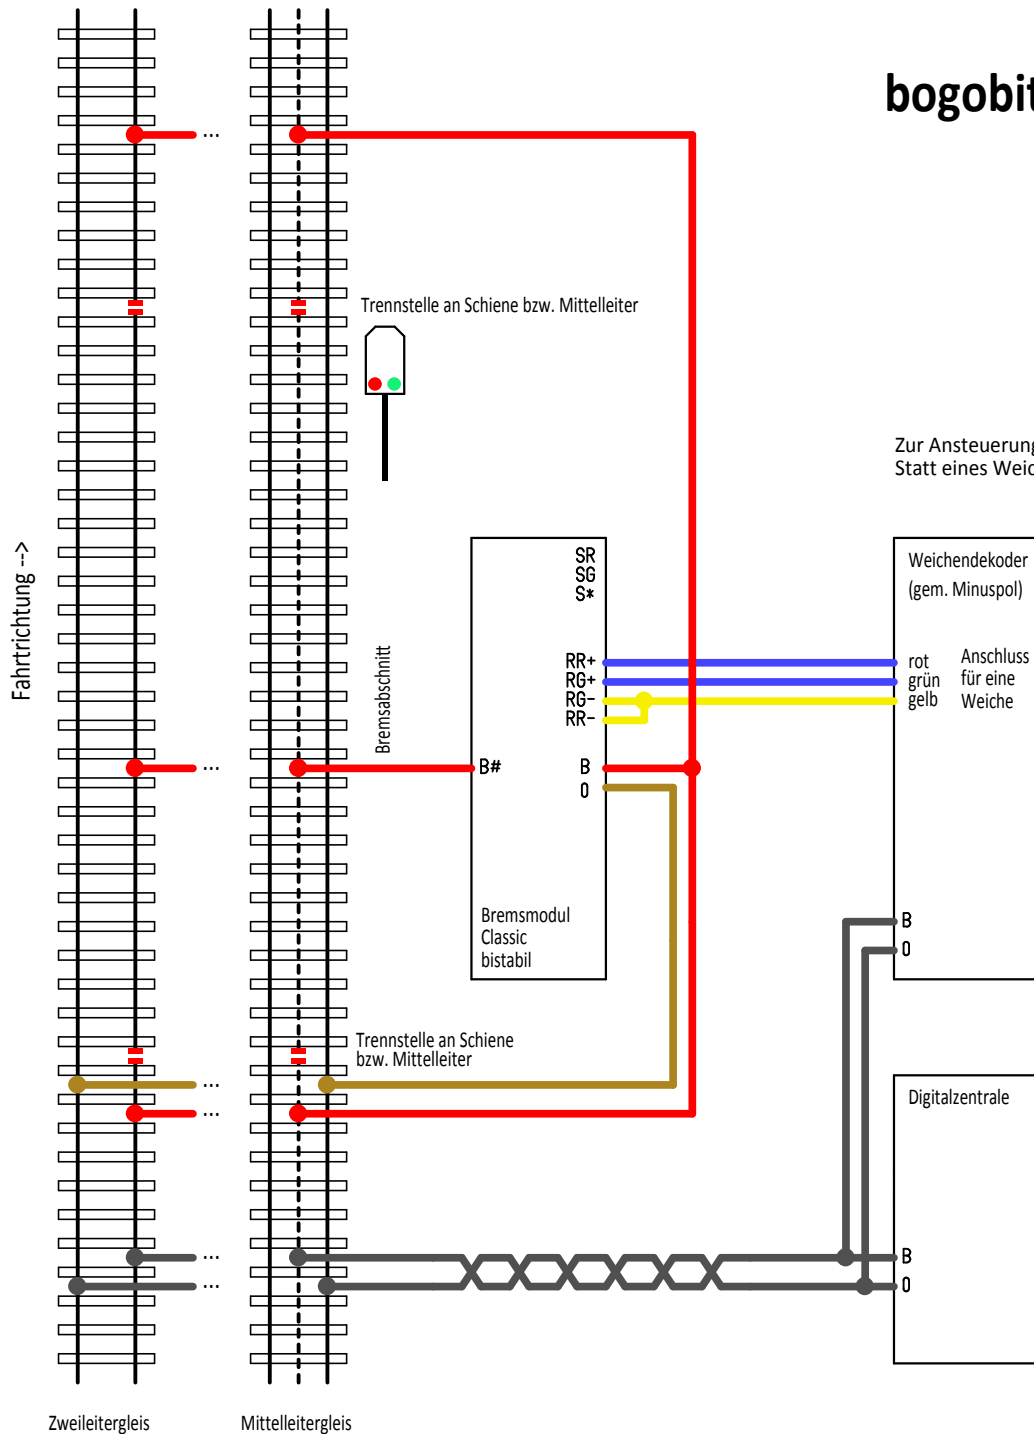 bogobit
...
Trennstelle an Schiene bzw. Mittelleiter
Zur Ansteuerung
Statt eines Weic
Fahrtrichtung -->
Bremsabschnitt
SR
SG
S*
RR+
RG+
RG-
RR-
B#
B
0
Bremsmodul
Classic
bistabil
Weichendekoder
(gem. Minuspol)
rot
grün
gelb
Anschluss
für eine
Weiche
B
0
...
Trennstelle an Schiene
bzw. Mittelleiter
...
...
Digitalzentrale
B
0
...
...
Zweileitergleis
Mittelleitergleis